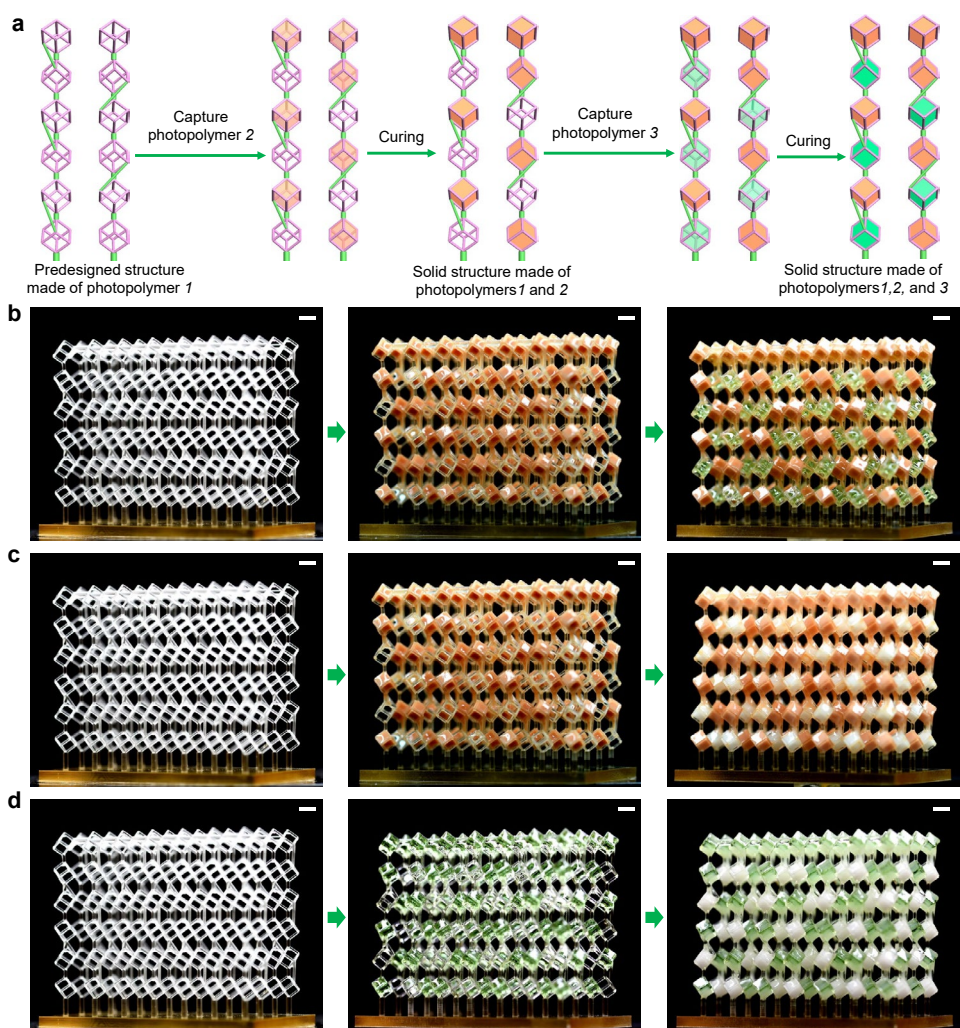 a
Capture
photopolymer 2
Curing
Capture
photopolymer 3
Curing
Predesigned structure
made of photopolymer 1
Solid structure made of
photopolymers1 and 2
Solid structure made of
photopolymers1,2, and 3
b
c
d